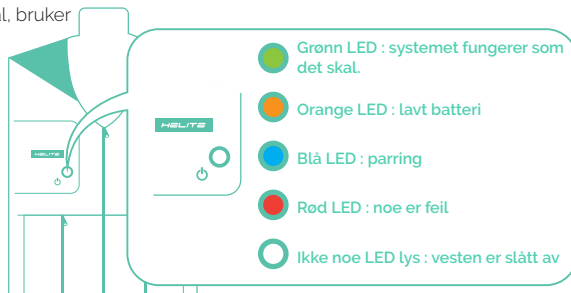 al, bruker
Grønn LED : systemet fungerer som
det skal.
HELITE
Orange LED : lavt batteri
HELITE
Blå LED : parring
Rød LED : noe er feil
Ikke noe LED lys : vesten er slått av